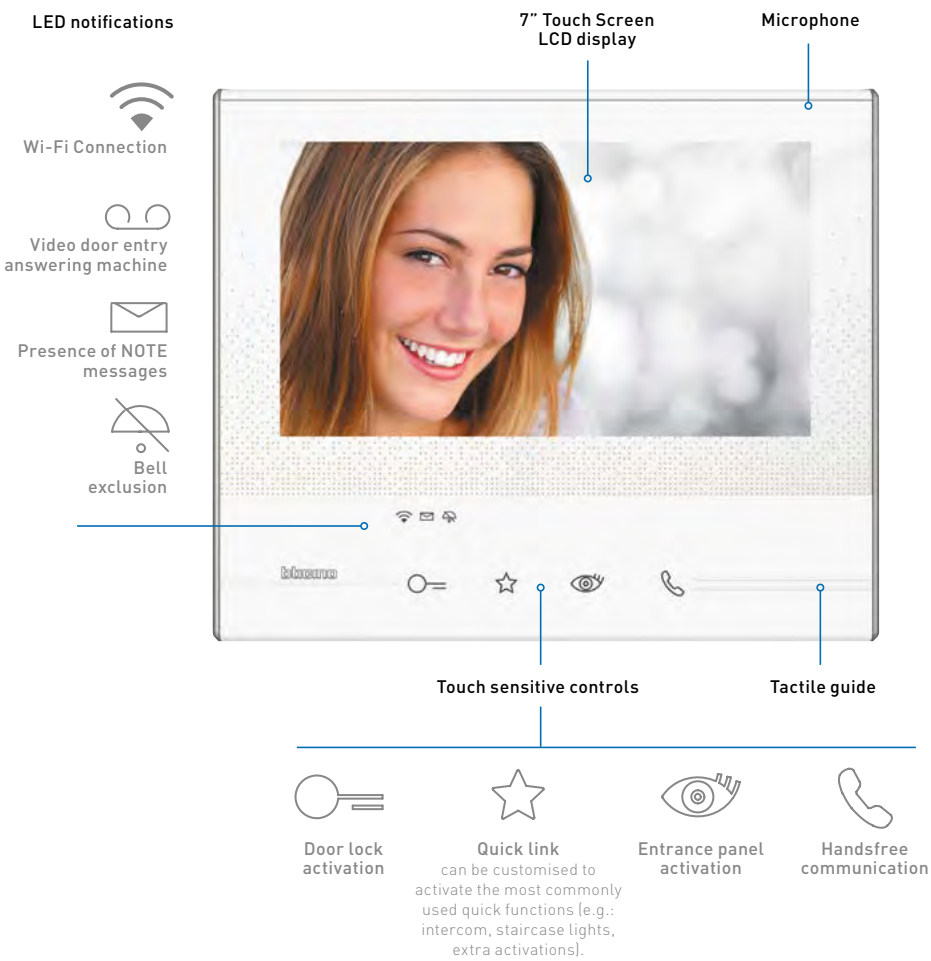 LED notifications
7” Touch Screen
LCD display
Microphone
Wi-Fi Connection
Video door entry
answering machine
Presence of NOTE
messages
Bell
exclusion
bticino
Touch sensitive controls
Tactile guide
Door lock
activation
Quick link
can be customised to
activate the most commonly
used quick functions (e.g.:
intercom, staircase lights,
extra activations).
Entrance panel
activation
Handsfree
communication